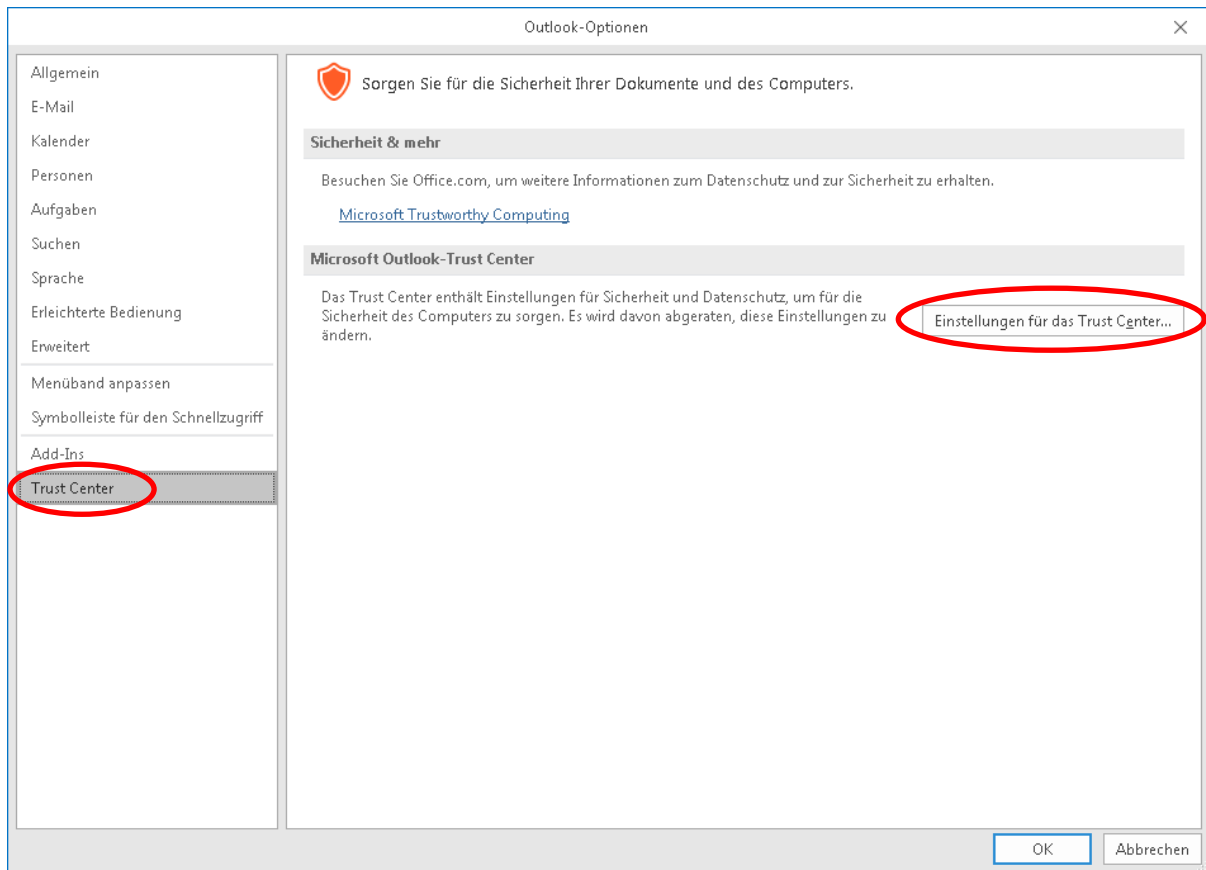 Outlook-Optionen
Allgemein
E-Mail
Kalender
Personen
Aufgaben
Suchen
Sprache
Erleichterte Bedienung
Erweitert
Menüband anpassen
Symbolleiste für den Schnellzugriff
Add-Ins
Trust Center
Sorgen Sie für die Sicherheit Ihrer Dokumente und des Computers.
Sicherheit & mehr
Besuchen Sie Office.com, um weitere Informationen zum Datenschutz und zur Sicherheit zu erhalten.
Microsoft Trustworthy Computing
Microsoft Outlook-Trust Center
Das Trust Center enthält Einstellungen für Sicherheit und Datenschutz, um für die
Sicherheit des Computers zu sorgen. Es wird davon abgeraten, diese Einstellungen zu
ändern.
Einstellungen für das Trust Center...
OK
Abbrechen